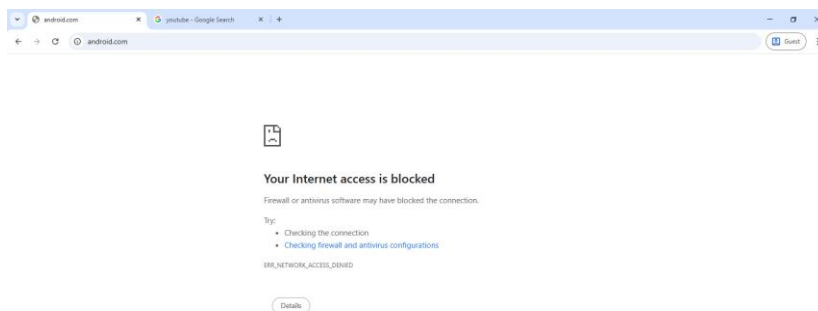 android.com
youtube - Google Search
android.com
Guest
Your Internet access is blocked
Firewall or antivirus software may have blocked the connection.
Try:
• Checking the connection
• Checking firewall and antivirus configurations
ERR_NETWORK_ACCESS_DENIED
Details